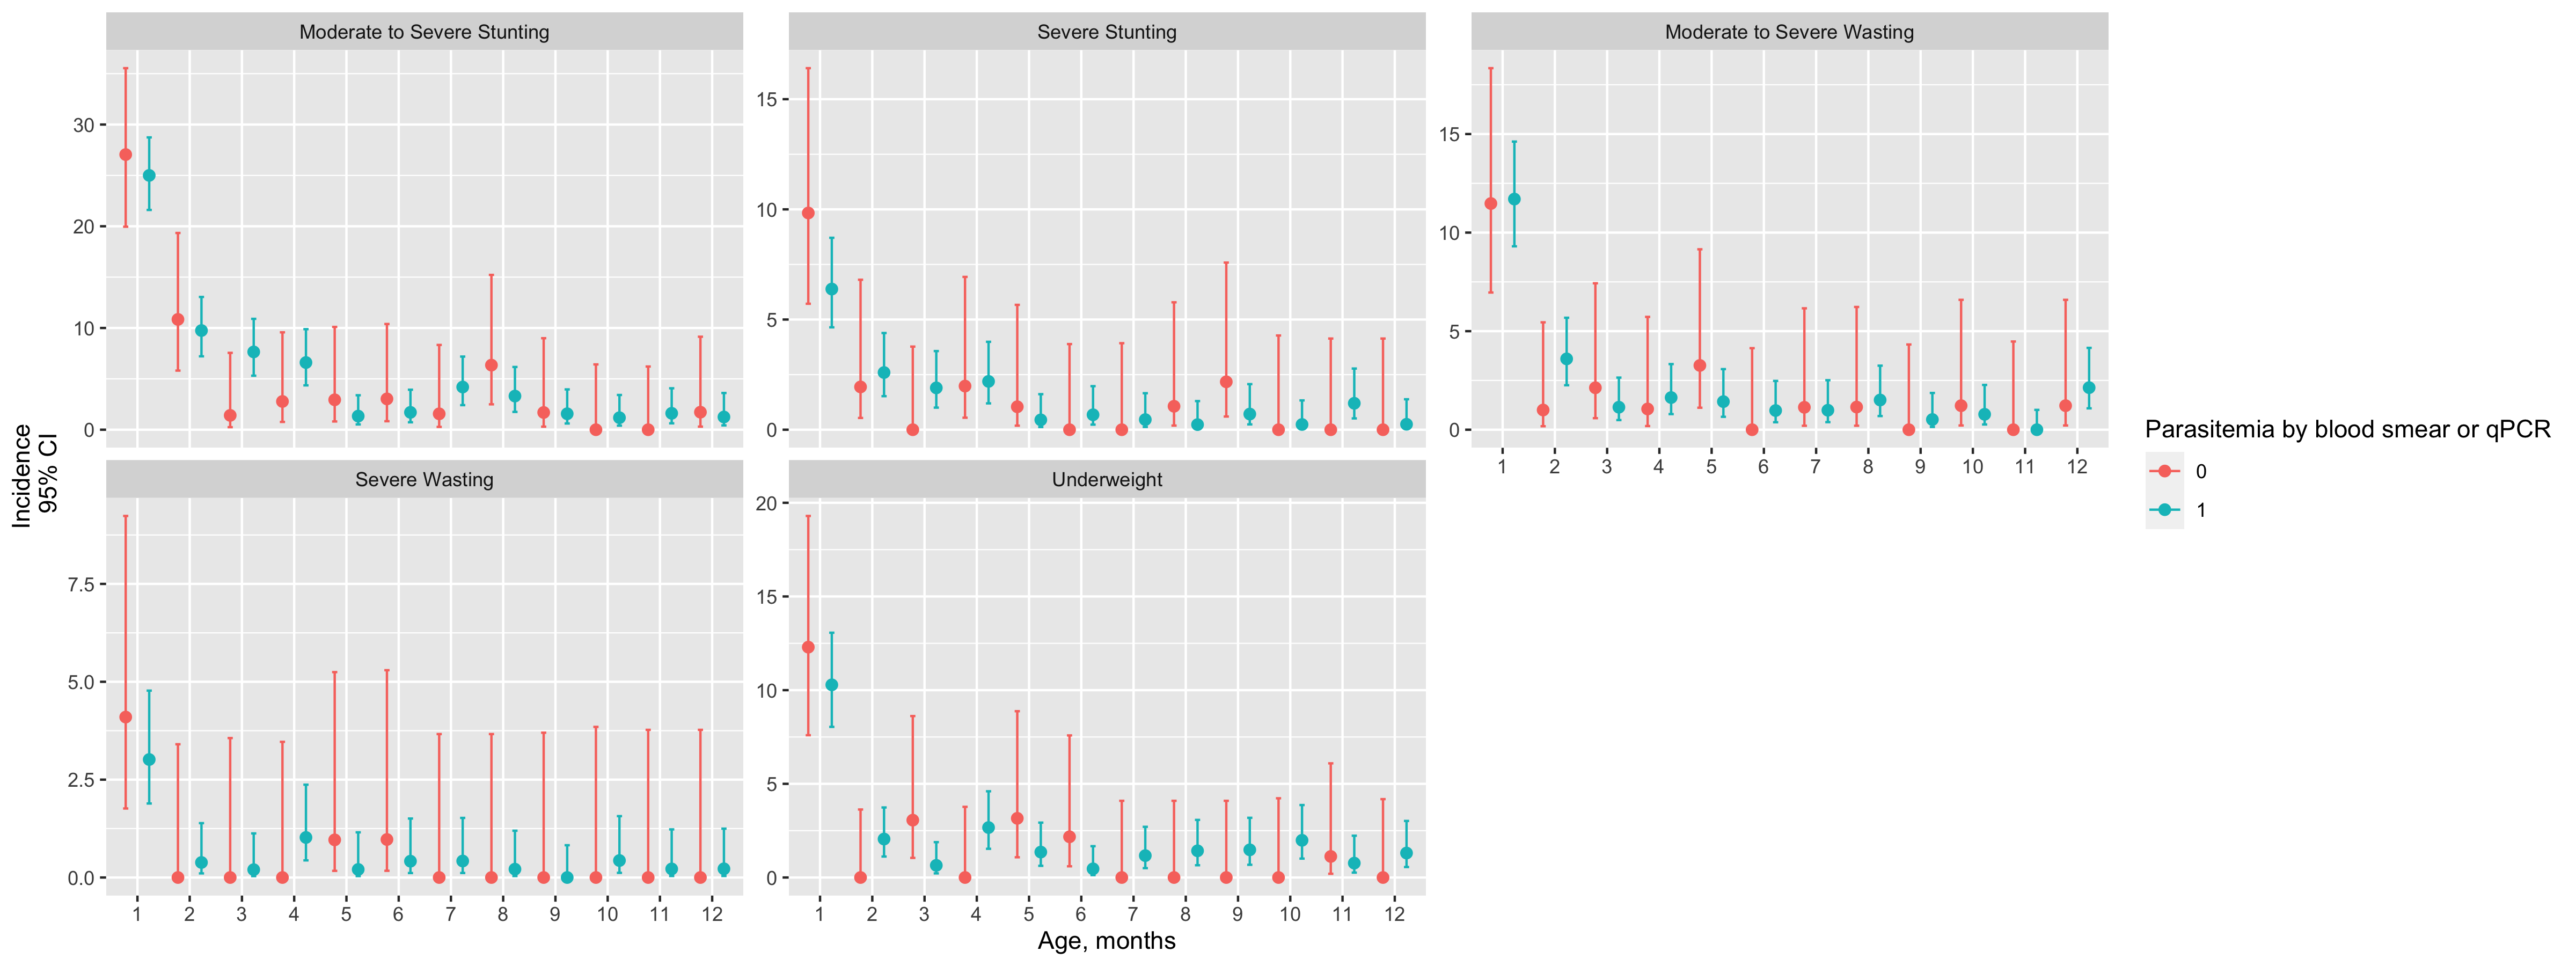 Moderate to Severe Stunting
Severe Stunting
Moderate to Severe Wasting
30
20
10
0
15
10
5
0
15
10
5
0
1 2 3 4 5 6 7 8 9 10 11 12
Severe Wasting
Underweight
7.5
5.0
2.5
0.0
20
15
10
5
0
1 2 3 4 5 6 7 8 9 10 11 12
1 2 3 4 5 6 7 8 9 10 11 12
Incidence
95% CI
Age, months
Parasitemia by blood smear or qPCR
0
1